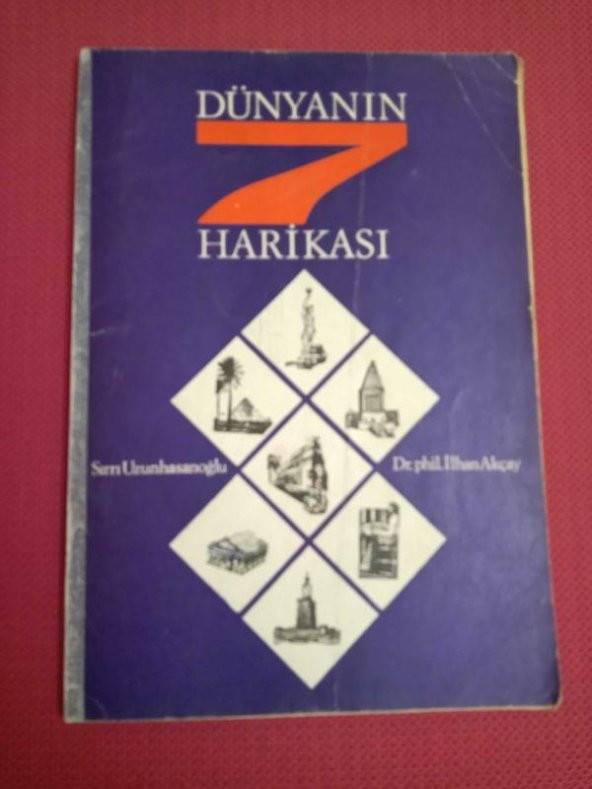 DÜNYANIN
7
HARİKASI
Sırrı Uzunhasanoğlu
Dr. phil. İlhan Akçay